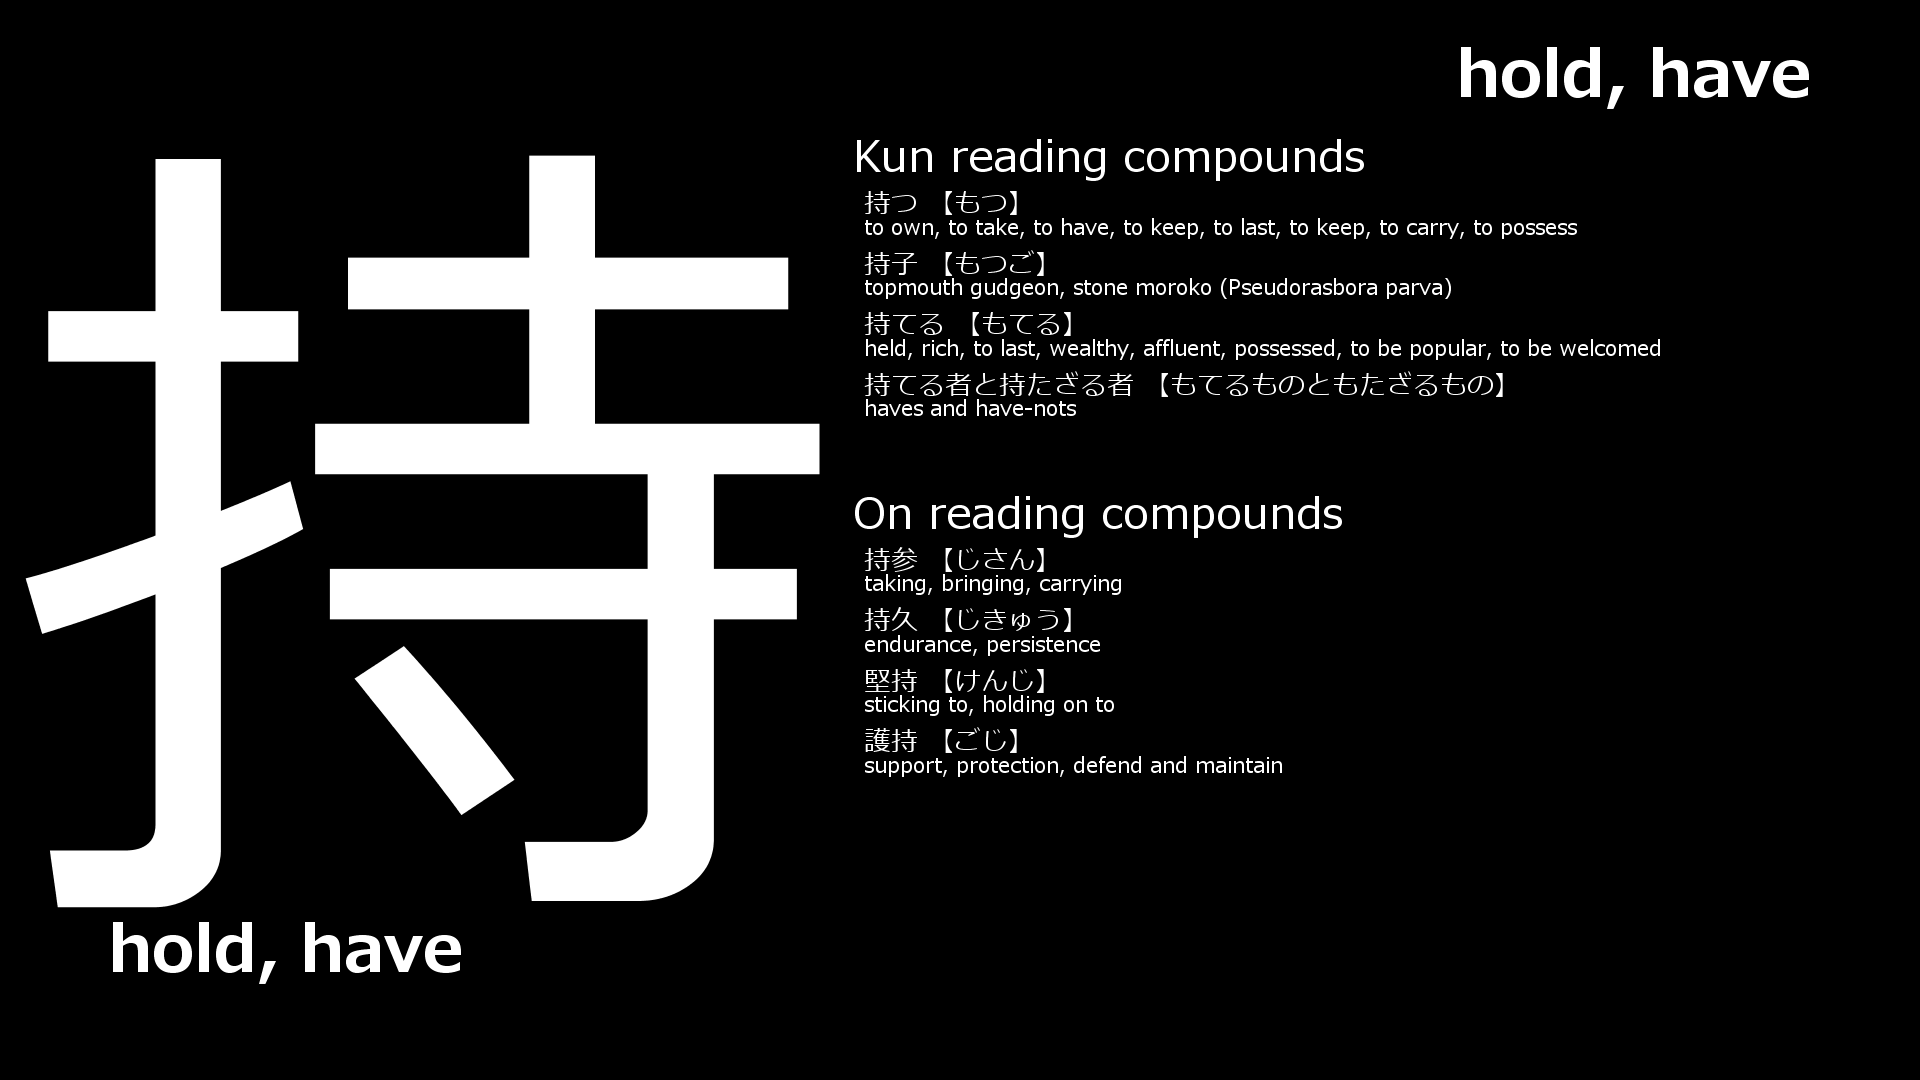 hold, have
持
Kun reading compounds
持つ 【もつ】
to own, to take, to have, to keep, to last, to keep, to carry, to possess
持子 【もつご】
topmouth gudgeon, stone moroko (Pseudorasbora parva)
持てる 【もてる】
held, rich, to last, wealthy, affluent, possessed, to be popular, to be welcomed
持てる者と持たざる者 【もてるものともたざるもの】
haves and have-nots
On reading compounds
持参 【じさん】
taking, bringing, carrying
持久 【じきゅう】
endurance, persistence
堅持 【けんじ】
sticking to, holding on to
護持 【ごじ】
support, protection, defend and maintain
hold, have